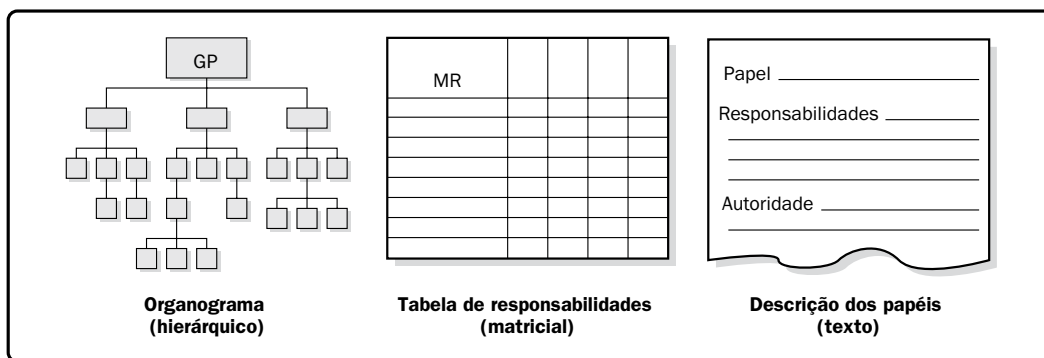 GP
MR
Papel
Responsabilidades
Autoridade
Organograma
(hierárquico)
Tabela de responsabilidades
(matricial)
Descrição dos papéis
(texto)